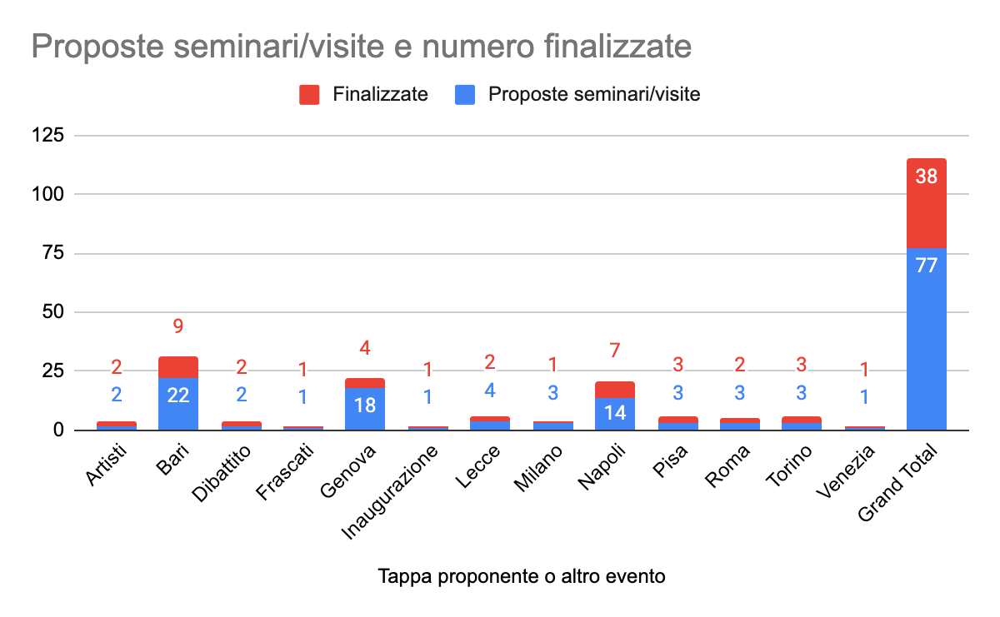 Proposte seminari/visite e numero finalizzate
Finalizzate Proposte seminari/visite
125
100
75
50
25
0
2 9 2 1 4 1 2 1 7 3 2 3 1 38
2 22 2 1 18 1 4 3 14 3 3 3 1 77
Artisti Bari Dibattito Frascati Genova Inaugurazione Lecce Milano Napoli Pisa Roma Torino Venezia Grand Total
Tappa proponente o altro evento